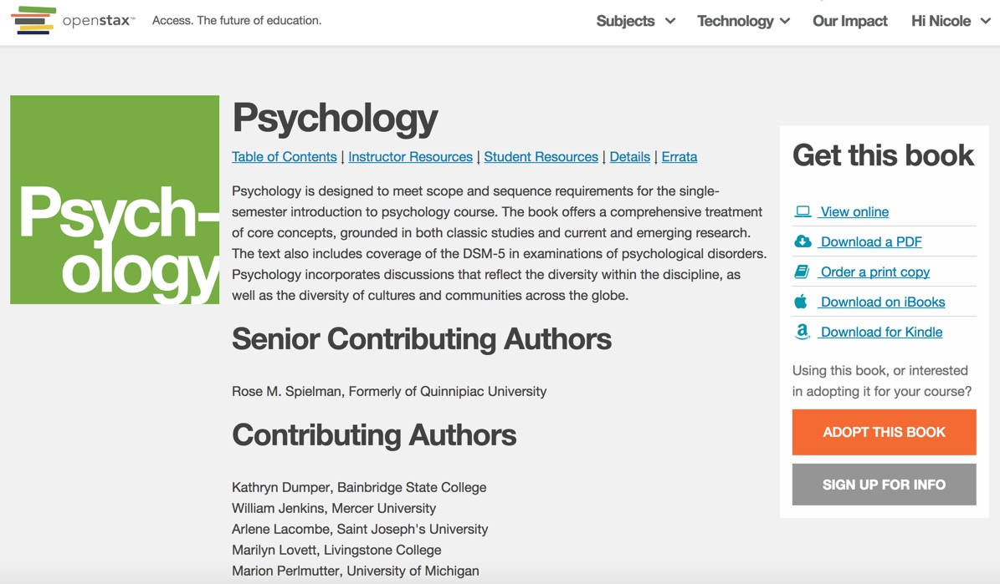 openstax™ Access. The future of education. Subjects Technology Our Impact Hi Nicole
Psych-
ology
Psychology
Table of Contents | Instructor Resources | Student Resources | Details | Errata
Psychology is designed to meet scope and sequence requirements for the single-
semester introduction to psychology course. The book offers a comprehensive treatment
of core concepts, grounded in both classic studies and current and emerging research.
The text also includes coverage of the DSM-5 in examinations of psychological disorders.
Psychology incorporates discussions that reflect the diversity within the discipline, as
well as the diversity of cultures and communities across the globe.
Senior Contributing Authors
Rose M. Spielman, Formerly of Quinnipiac University
Contributing Authors
Kathryn Dumper, Bainbridge State College
William Jenkins, Mercer University
Arlene Lacombe, Saint Joseph's University
Marilyn Lovett, Livingstone College
Marion Perlmutter, University of Michigan
Get this book
View online
Download a PDF
Order a print copy
Download on iBooks
Download for Kindle
Using this book, or interested
in adopting it for your course?
ADOPT THIS BOOK
SIGN UP FOR INFO